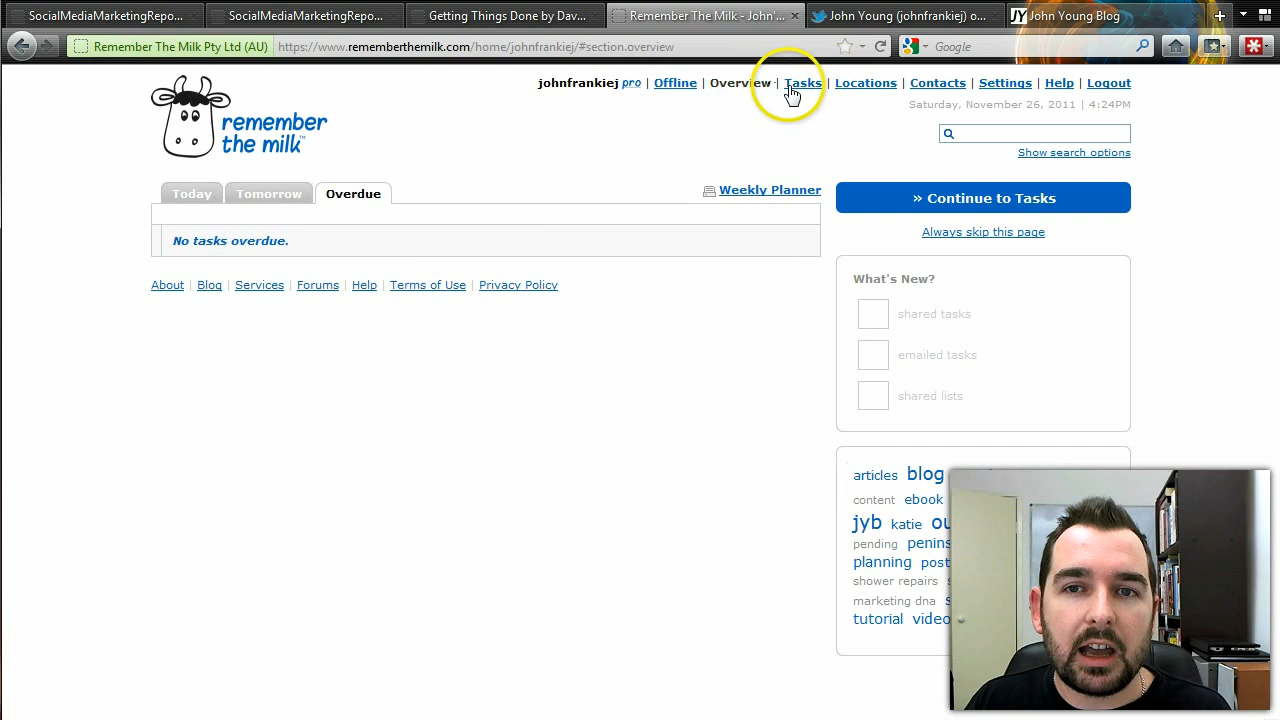 SocialMediaMarketingRepo...
SocialMediaMarketingRepo...
Getting Things Done by Dav...
Remember The Milk - John'...
John Young (johnfrankiej) o...
JY John Young Blog
Remember The Milk Pty Ltd (AU)
https://www.rememberthemilk.com/home/johnfrankiej/#section.overview
Google
johnfrankiej pro | Offline | Overview | Tasks | Locations | Contacts | Settings | Help | Logout
Saturday, November 26, 2011 | 4:24PM
remember
the milk™
Show search options
Today
Tomorrow
Overdue
Weekly Planner
» Continue to Tasks
No tasks overdue.
Always skip this page
About | Blog | Services | Forums | Help | Terms of Use | Privacy Policy
What's New?
shared tasks
emailed tasks
shared lists
articles blog
content ebook
jyb katie
pending
planning post
shower repairs
marketing dna
tutorial video